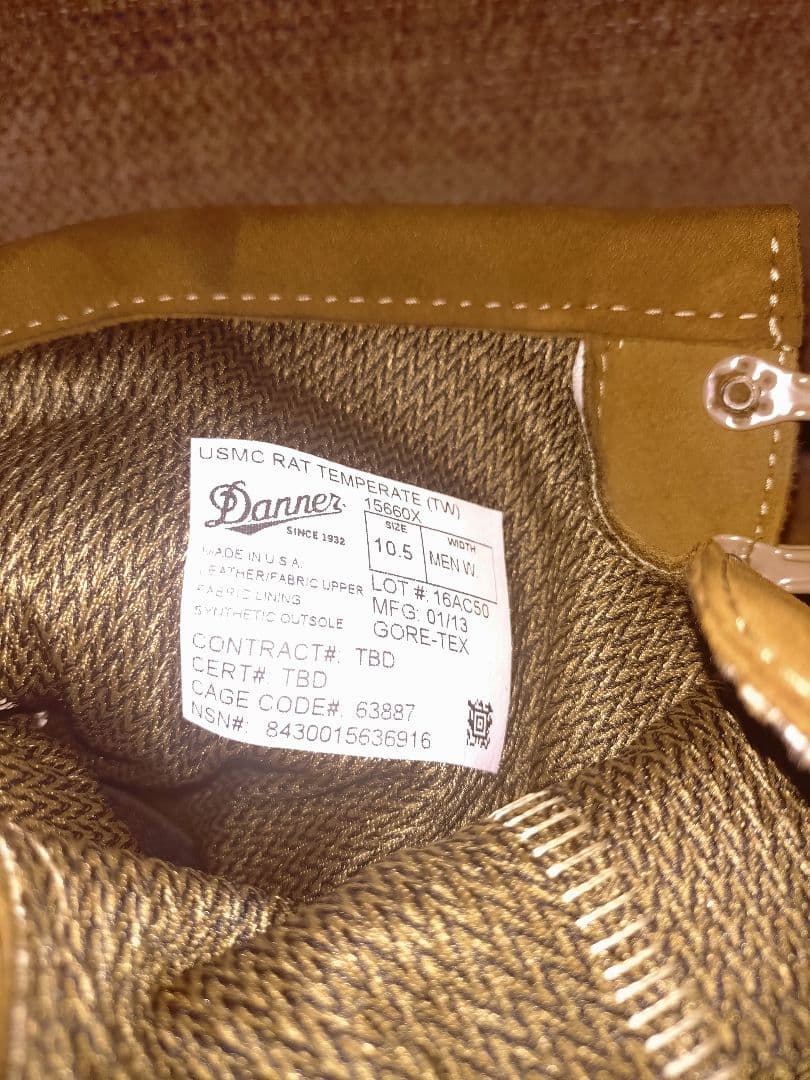 USMC RAT TEMPERATE (TW)
15660X
Danner
SINCE 1932
SIZE WIDTH
10.5 MEN W.
MADE IN U.S.A.
LEATHER/FABRIC UPPER
FABRIC LINING
SYNTHETIC OUTSOLE
LOT #: 16AC50
MFG: 01/13
GORE-TEX
CONTRACT#: TBD
CERT#: TBD
CAGE CODE#: 63887
NSN#: 8430015636916